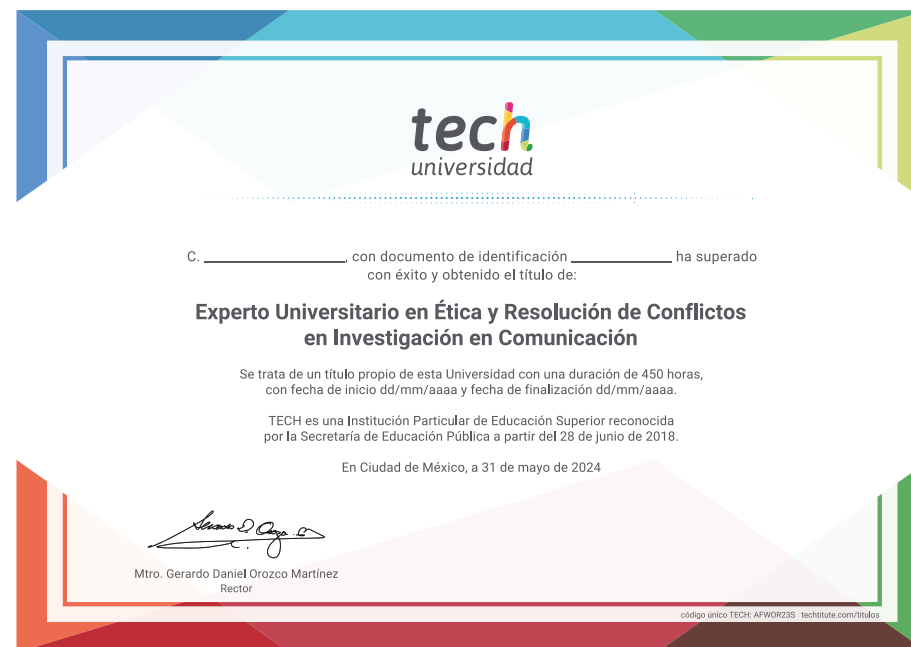 tech
universidad
C. ____________________, con documento de identificación ______________ ha superado
con éxito y obtenido el título de:
Experto Universitario en Ética y Resolución de Conflictos
en Investigación en Comunicación
Se trata de un título propio de esta Universidad con una duración de 450 horas,
con fecha de inicio dd/mm/aaaa y fecha de finalización dd/mm/aaaa.
TECH es una Institución Particular de Educación Superior reconocida
por la Secretaría de Educación Pública a partir del 28 de junio de 2018.
En Ciudad de México, a 31 de mayo de 2024
Mtro. Gerardo Daniel Orozco Martínez
Rector
código único TECH: AFWOR23S techtitute.com/titulos